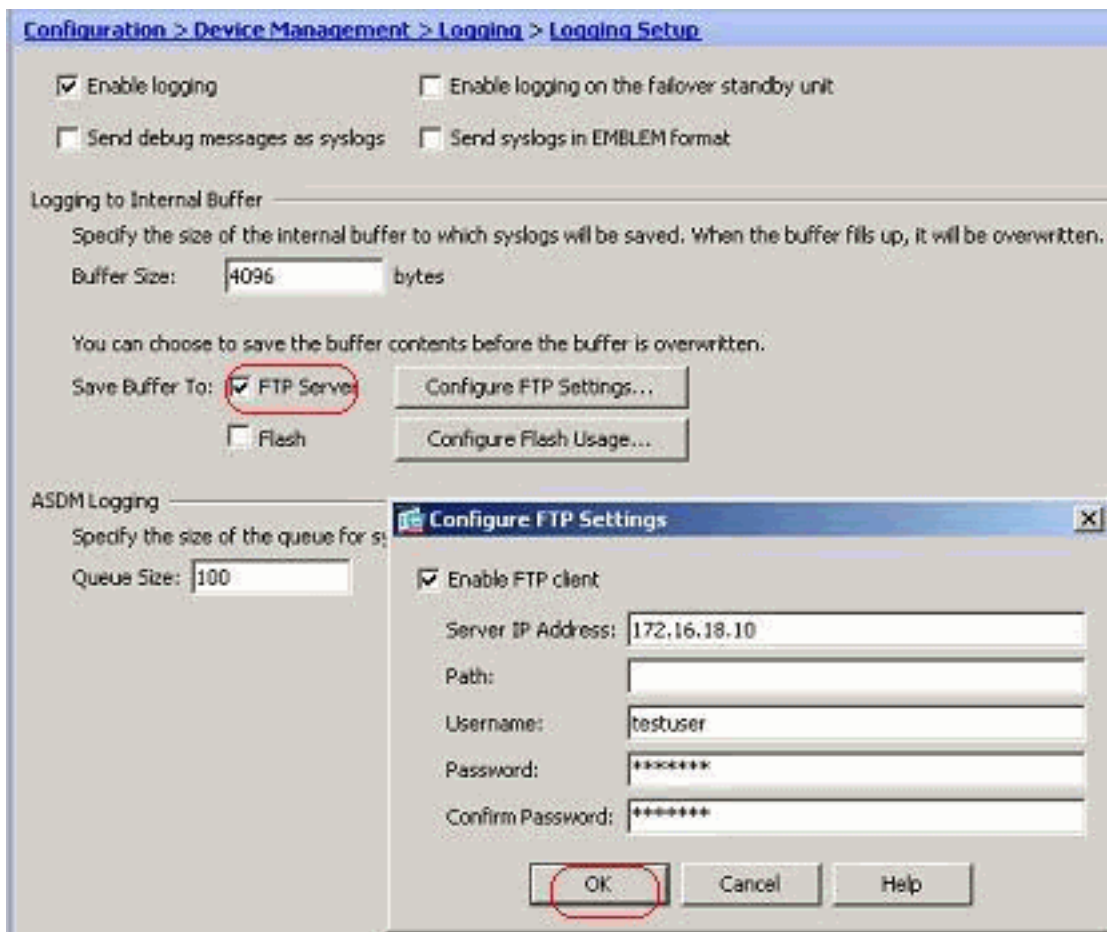 Configuration > Device Management > Logging > Logging Setup
Enable logging
Enable logging on the failover standby unit
Send debug messages as syslogs
Send syslogs in EMBLEM format
Logging to Internal Buffer
Specify the size of the internal buffer to which syslogs will be saved. When the buffer fills up, it will be overwritten.
Buffer Size: 4096 bytes
You can choose to save the buffer contents before the buffer is overwritten.
Save Buffer To: FTP Server Configure FTP Settings...
Flash Configure Flash Usage...
ASDM Logging
Specify the size of the queue for sy
Queue Size: 100
Configure FTP Settings
Enable FTP client
Server IP Address: 172.16.18.10
Path:
Username: testuser
Password: *******
Confirm Password: *******
OK Cancel Help